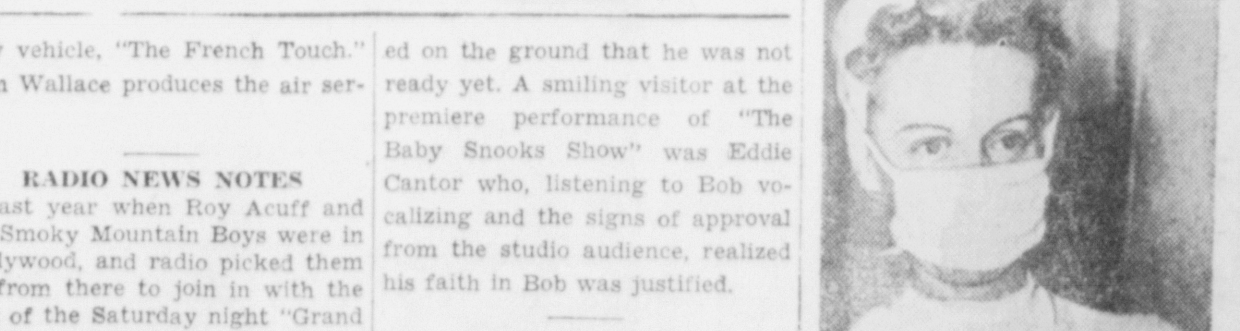 vehicle, "The French Touch."
Wallace produces the air ser-
RADIO NEWS NOTES
ast year when Roy Acuff and
Smoky Mountain Boys were in
lywood, and radio picked them
from there to join in with the
of the Saturday night "Grand
ed on the ground that he was not
ready yet. A smiling visitor at the
premiere performance of "The
Baby Snooks Show" was Eddie
Cantor who, listening to Bob vo-
calizing and the signs of approval
from the studio audience, realized
his faith in Bob was justified.